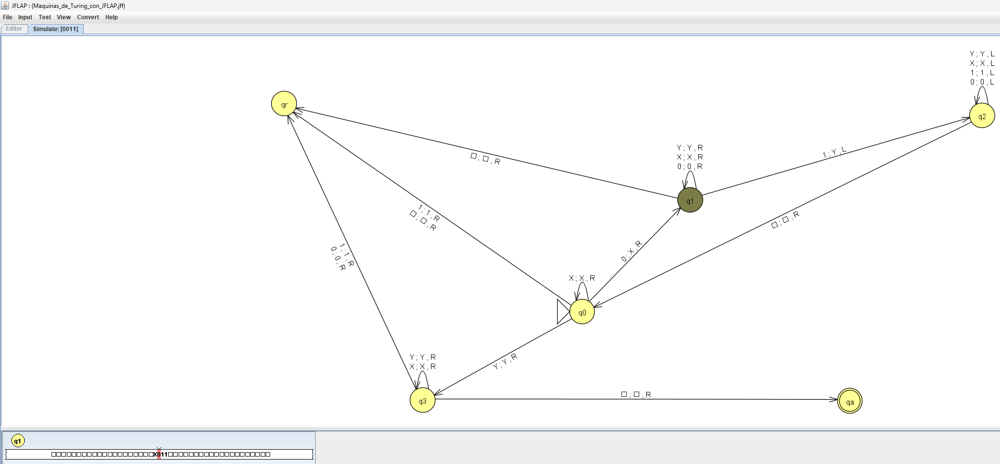 JFLAP : (Maquinas_de_Turing_con_JFLAP.jff)
File Input Test View Convert Help
Editor Simulate: [0011]
Y ; Y , L
X ; X , L
1 ; 1 , L
0 ; 0 , L
qr
q2
Y ; Y , R
X ; X , R
0 ; 0 , R
1 ; Y , L
□ ; □ , R
q1
1 ; 1 , R
□ ; □ , R
□ ; □ , R
1 ; 1 , R
0 ; 0 , R
0 ; X , R
X ; X , R
q0
Y ; Y , R
X ; X , R
Y ; Y , R
□ ; □ , R
q3
qa
q1
X011